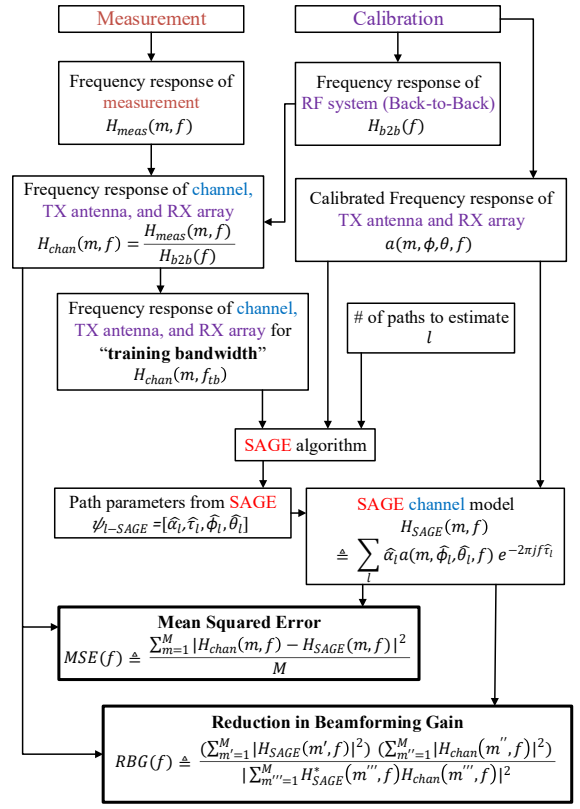 Measurement
Calibration
Frequency response of
measurement
H_meas(m, f)
Frequency response of
RF system (Back-to-Back)
H_b2b(f)
Frequency response of channel,
TX antenna, and RX array
H_chan(m, f) = H_meas(m, f) / H_b2b(f)
Calibrated Frequency response of
TX antenna and RX array
a(m, ϕ,θ, f)
Frequency response of channel,
TX antenna, and RX array for
“training bandwidth”
H_chan(m, f_tb)
# of paths to estimate
l
SAGE algorithm
Path parameters from SAGE
ψ_l−SAGE =[α̂_l,τ̂_l,ϕ̂_l,θ̂_l]
SAGE channel model
H_SAGE(m, f)
≜ ∑_l α̂_l a(m, ϕ̂_l,θ̂_l, f) e^−2πjfτ̂_l
Mean Squared Error
MSE(f) ≜ ∑_{m=1}^M |H_chan(m, f) − H_SAGE(m, f)|^2 / M
Reduction in Beamforming Gain
RBG(f) ≜ (∑_{m′=1}^M |H_SAGE(m′, f)|^2) (∑_{m′′=1}^M |H_chan(m′′, f)|^2) / |∑_{m′′′=1}^M H*_SAGE(m′′′, f)H_chan(m′′′, f)|^2